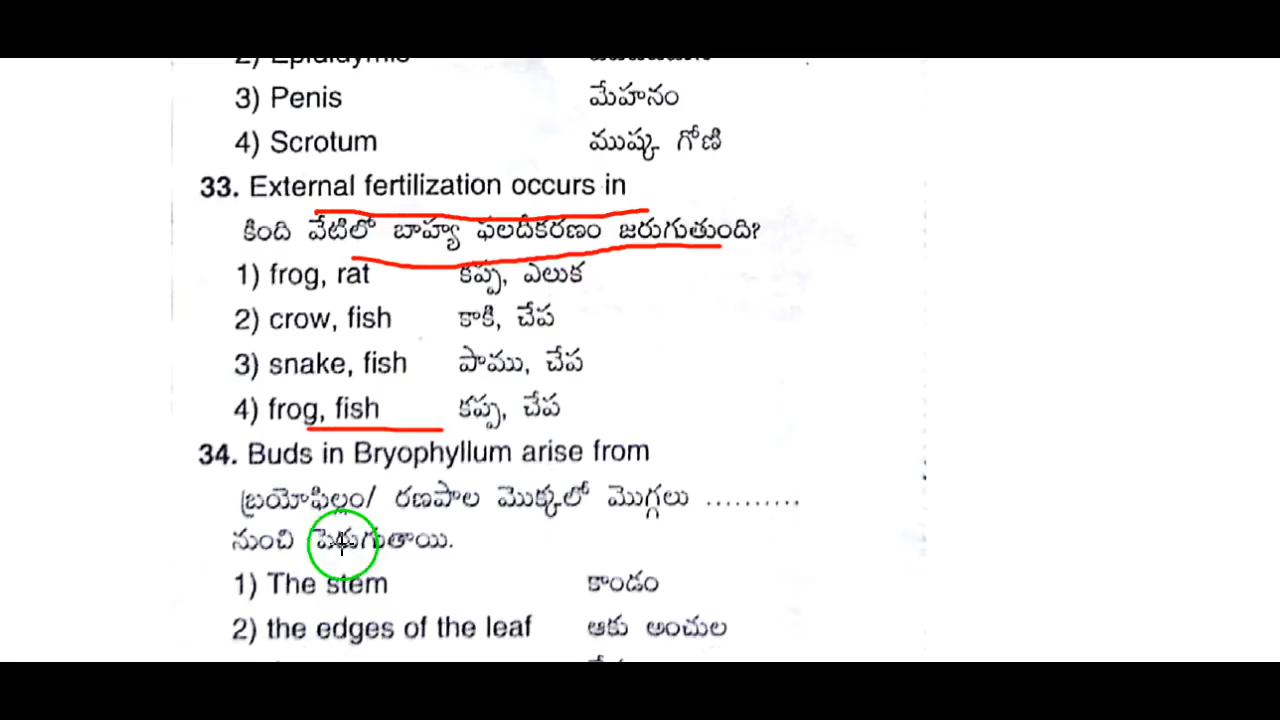 2) Epididymis
3) Penis మేహనం
4) Scrotum ముష్క గోణి
33. External fertilization occurs in
కింది వేటిలో బాహ్య ఫలదీకరణం జరుగుతుంది?
1) frog, rat కప్ప, ఎలుక
2) crow, fish కాకి, చేప
3) snake, fish పాము, చేప
4) frog, fish కప్ప, చేప
34. Buds in Bryophyllum arise from
బ్రయోఫిల్లం/ రణపాల మొక్కలో మొగ్గలు ..........
నుంచి పెరుగుతాయి.
1) The stem కాండం
2) the edges of the leaf ఆకు అంచుల